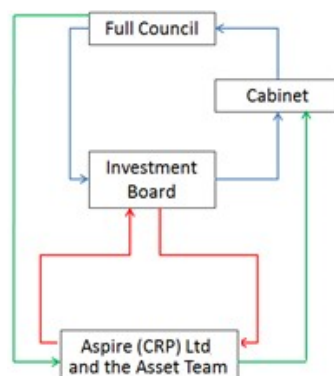 Full Council
Cabinet
Investment
Board
Aspire (CRP) Ltd
and the Asset Team